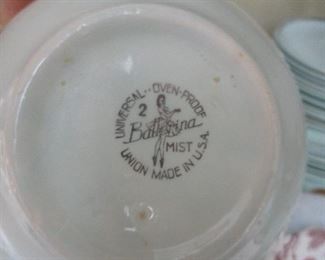 UNIVERSAL-OVEN-PROOF
2
Ballerina
MIST
UNION MADE IN U.S.A.